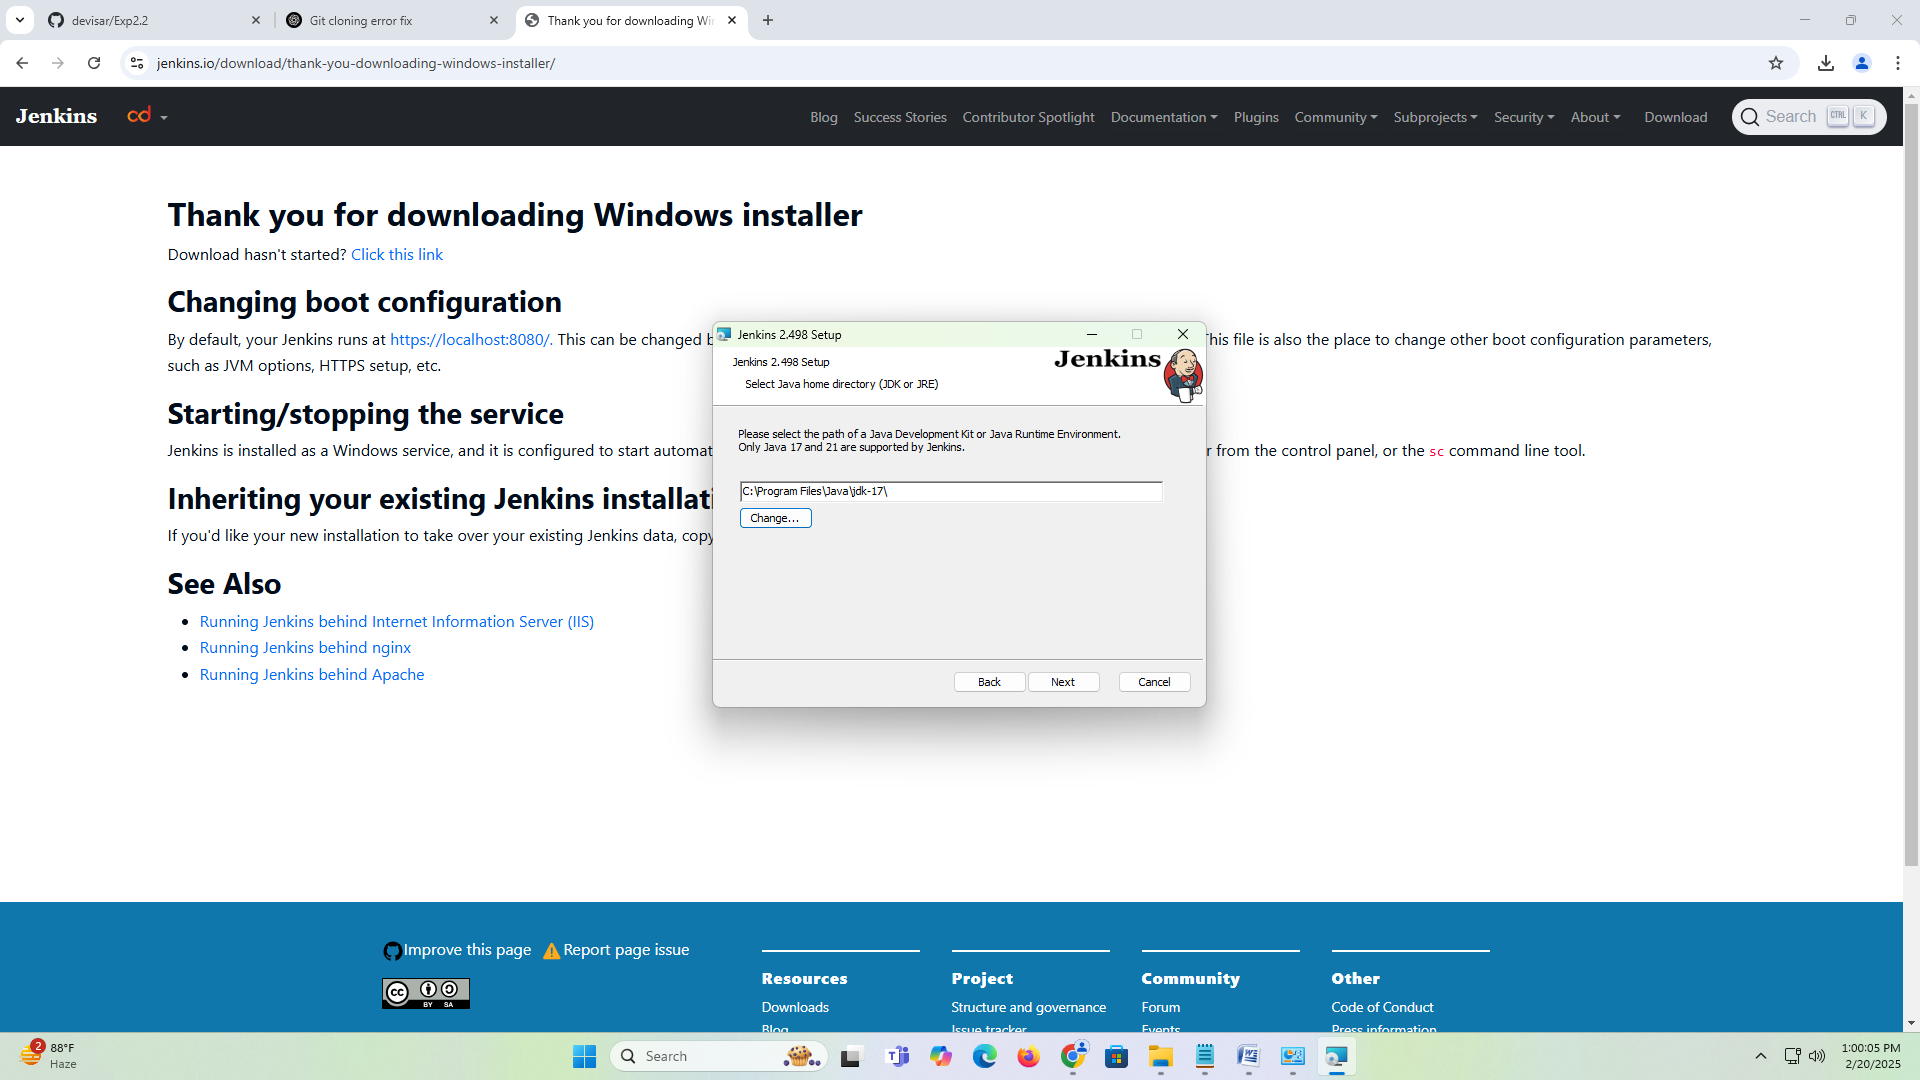 devisar/Exp2.2
Git cloning error fix
Thank you for downloading Wi
jenkins.io/download/thank-you-downloading-windows-installer/
Jenkins
cd
Blog
Success Stories
Contributor Spotlight
Documentation
Plugins
Community
Subprojects
Security
About
Download
Search
CTRL
K
Thank you for downloading Windows installer
Download hasn't started? Click this link
Changing boot configuration
By default, your Jenkins runs at https://localhost:8080/. This can be changed b
his file is also the place to change other boot configuration parameters,
such as JVM options, HTTPS setup, etc.
Starting/stopping the service
Jenkins is installed as a Windows service, and it is configured to start automat
r from the control panel, or the sc command line tool.
Inheriting your existing Jenkins installati
If you'd like your new installation to take over your existing Jenkins data, copy
See Also
Running Jenkins behind Internet Information Server (IIS)
Running Jenkins behind nginx
Running Jenkins behind Apache
Jenkins 2.498 Setup
Jenkins 2.498 Setup
Jenkins
Select Java home directory (JDK or JRE)
Please select the path of a Java Development Kit or Java Runtime Environment.
Only Java 17 and 21 are supported by Jenkins.
C:\Program Files\Java\jdk-17\
Change...
Back
Next
Cancel
Improve this page
Report page issue
CC BY SA
Resources
Project
Community
Other
Downloads
Structure and governance
Forum
Code of Conduct
Blog
Issue tracker
Events
Press information
2
88°F
Haze
Search
1:00:05 PM
2/20/2025